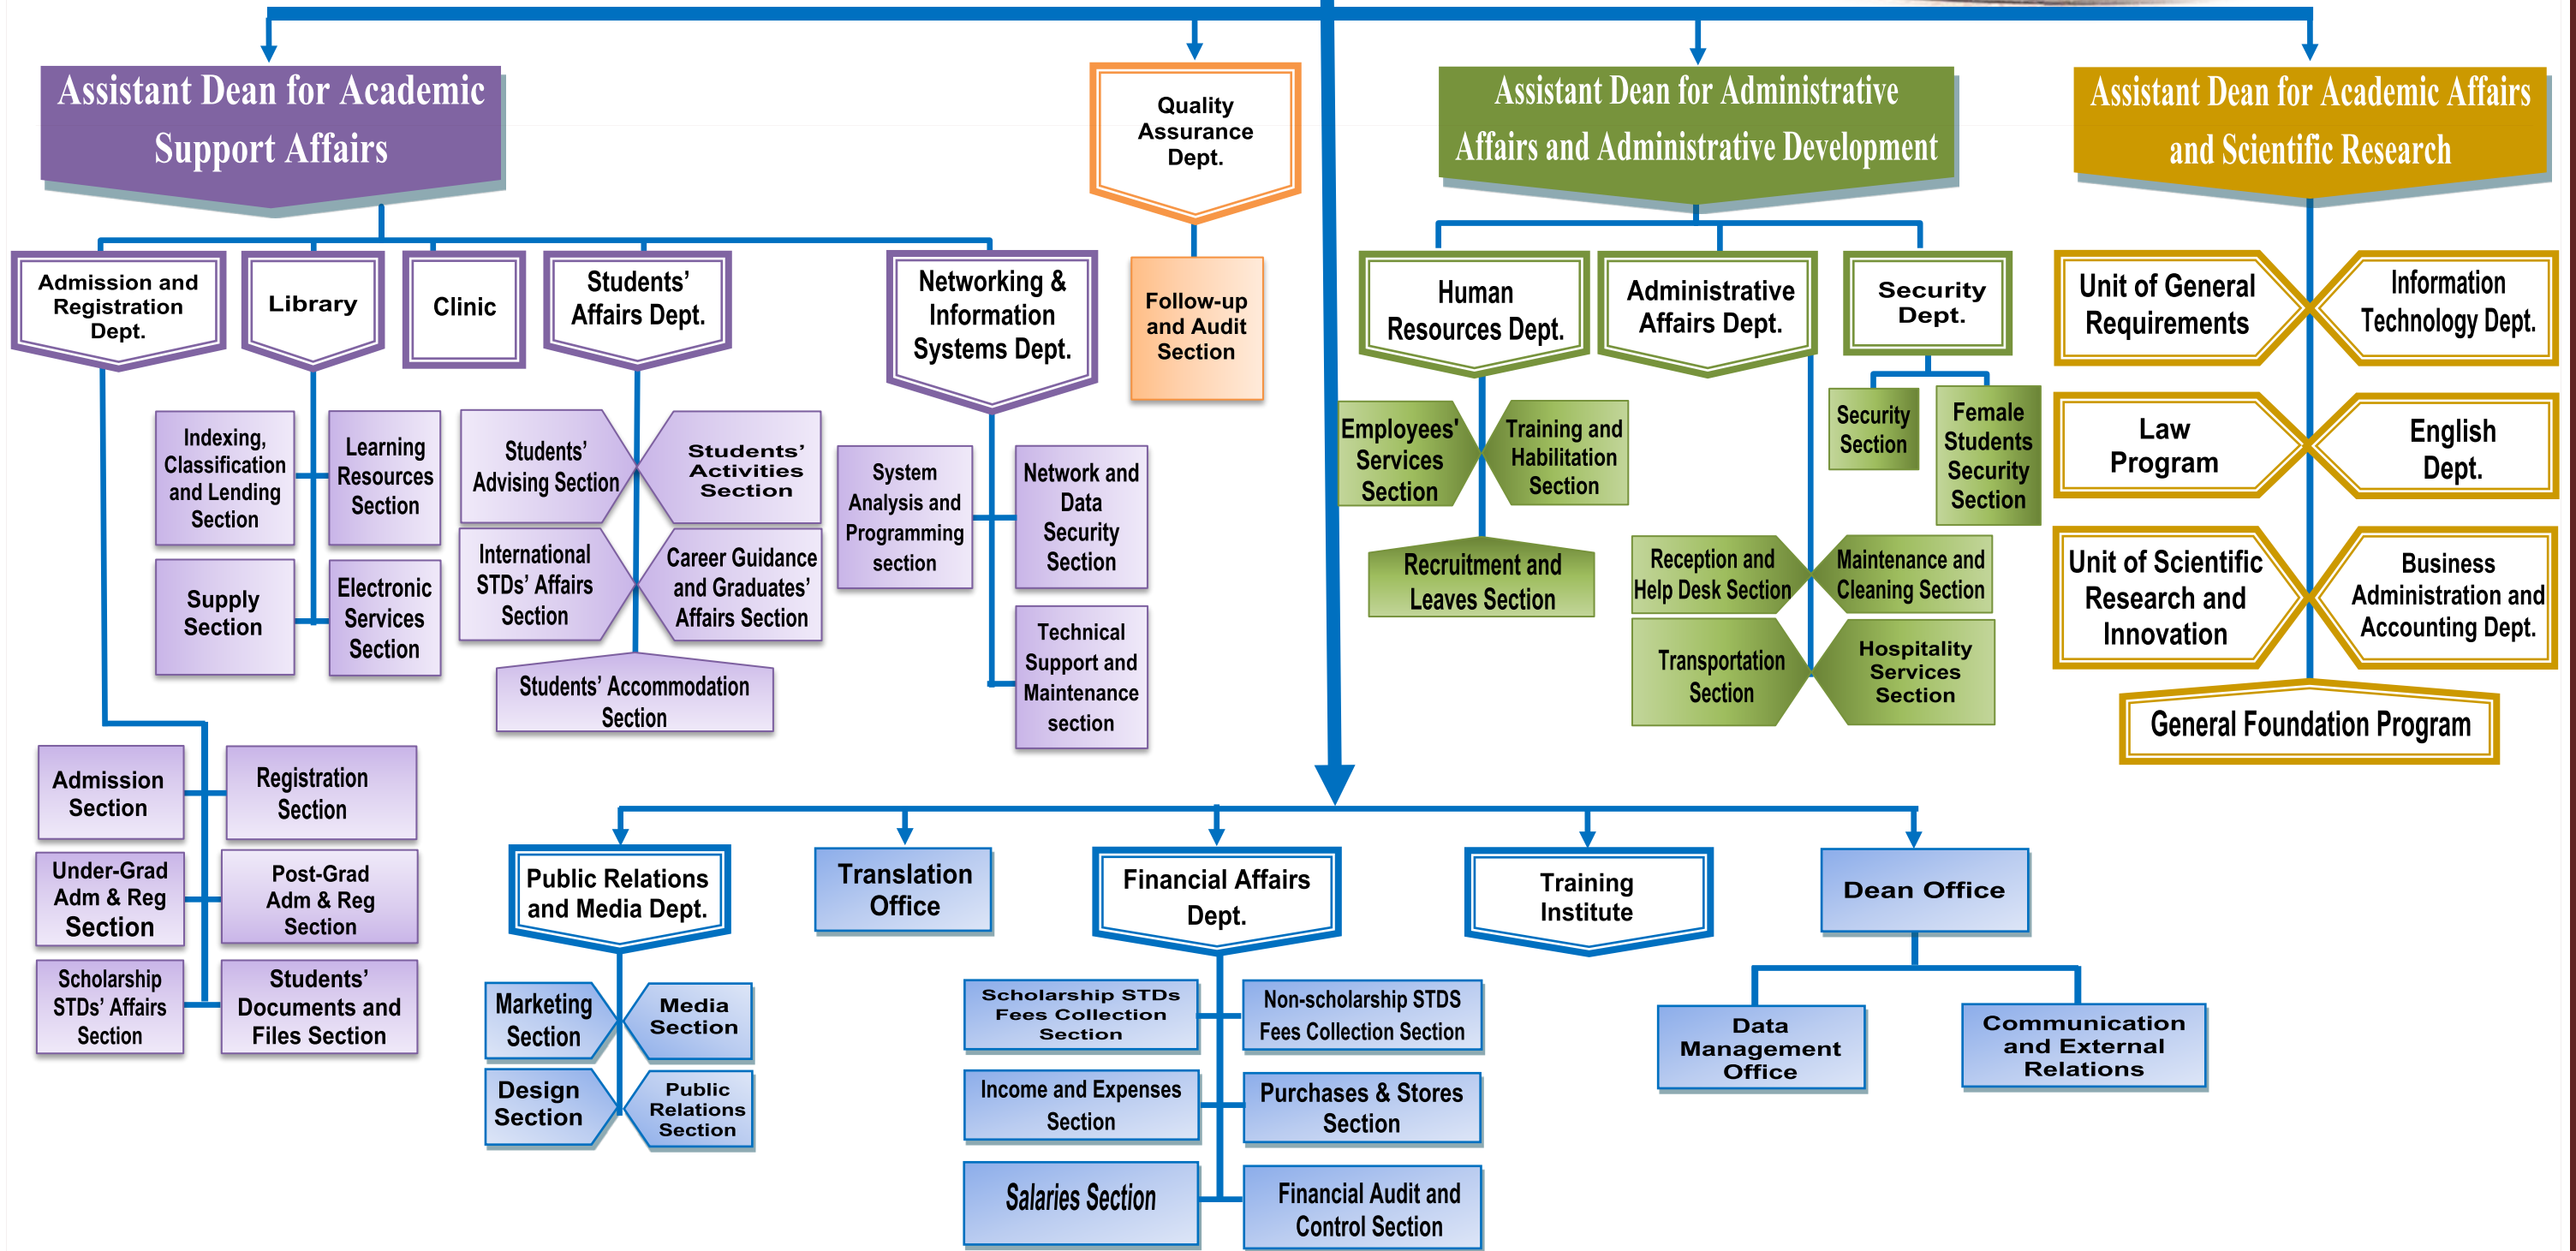 Assistant Dean for Academic
Support Affairs
Quality
Assurance
Dept.
Assistant Dean for Administrative
Affairs and Administrative Development
Assistant Dean for Academic Affairs
and Scientific Research
Admission and
Registration
Dept.
Library
Clinic
Students’
Affairs Dept.
Networking &
Information
Systems Dept.
Follow-up
and Audit
Section
Human
Resources Dept.
Administrative
Affairs Dept.
Security
Dept.
Unit of General
Requirements
Information
Technology Dept.
Indexing,
Classification
and Lending
Section
Learning
Resources
Section
Students’
Advising Section
Students’
Activities
Section
System
Analysis and
Programming
section
Network and
Data
Security
Section
Employees'
Services
Section
Training and
Habilitation
Section
Security
Section
Female
Students
Security
Section
Law
Program
English
Dept.
Supply
Section
Electronic
Services
Section
International
STDs’ Affairs
Section
Career Guidance
and Graduates’
Affairs Section
Students’ Accommodation
Section
Technical
Support and
Maintenance
section
Recruitment and
Leaves Section
Reception and
Help Desk Section
Maintenance and
Cleaning Section
Transportation
Section
Hospitality
Services
Section
Unit of Scientific
Research and
Innovation
Business
Administration and
Accounting Dept.
General Foundation Program
Admission
Section
Registration
Section
Under-Grad
Adm & Reg
Section
Post-Grad
Adm & Reg
Section
Scholarship
STDs’ Affairs
Section
Students’
Documents and
Files Section
Public Relations
and Media Dept.
Translation
Office
Financial Affairs
Dept.
Training
Institute
Dean Office
Marketing
Section
Media
Section
Design
Section
Public
Relations
Section
Scholarship STDs
Fees Collection
Section
Non-scholarship STDS
Fees Collection Section
Income and Expenses
Section
Purchases & Stores
Section
Salaries Section
Financial Audit and
Control Section
Data
Management
Office
Communication
and External
Relations